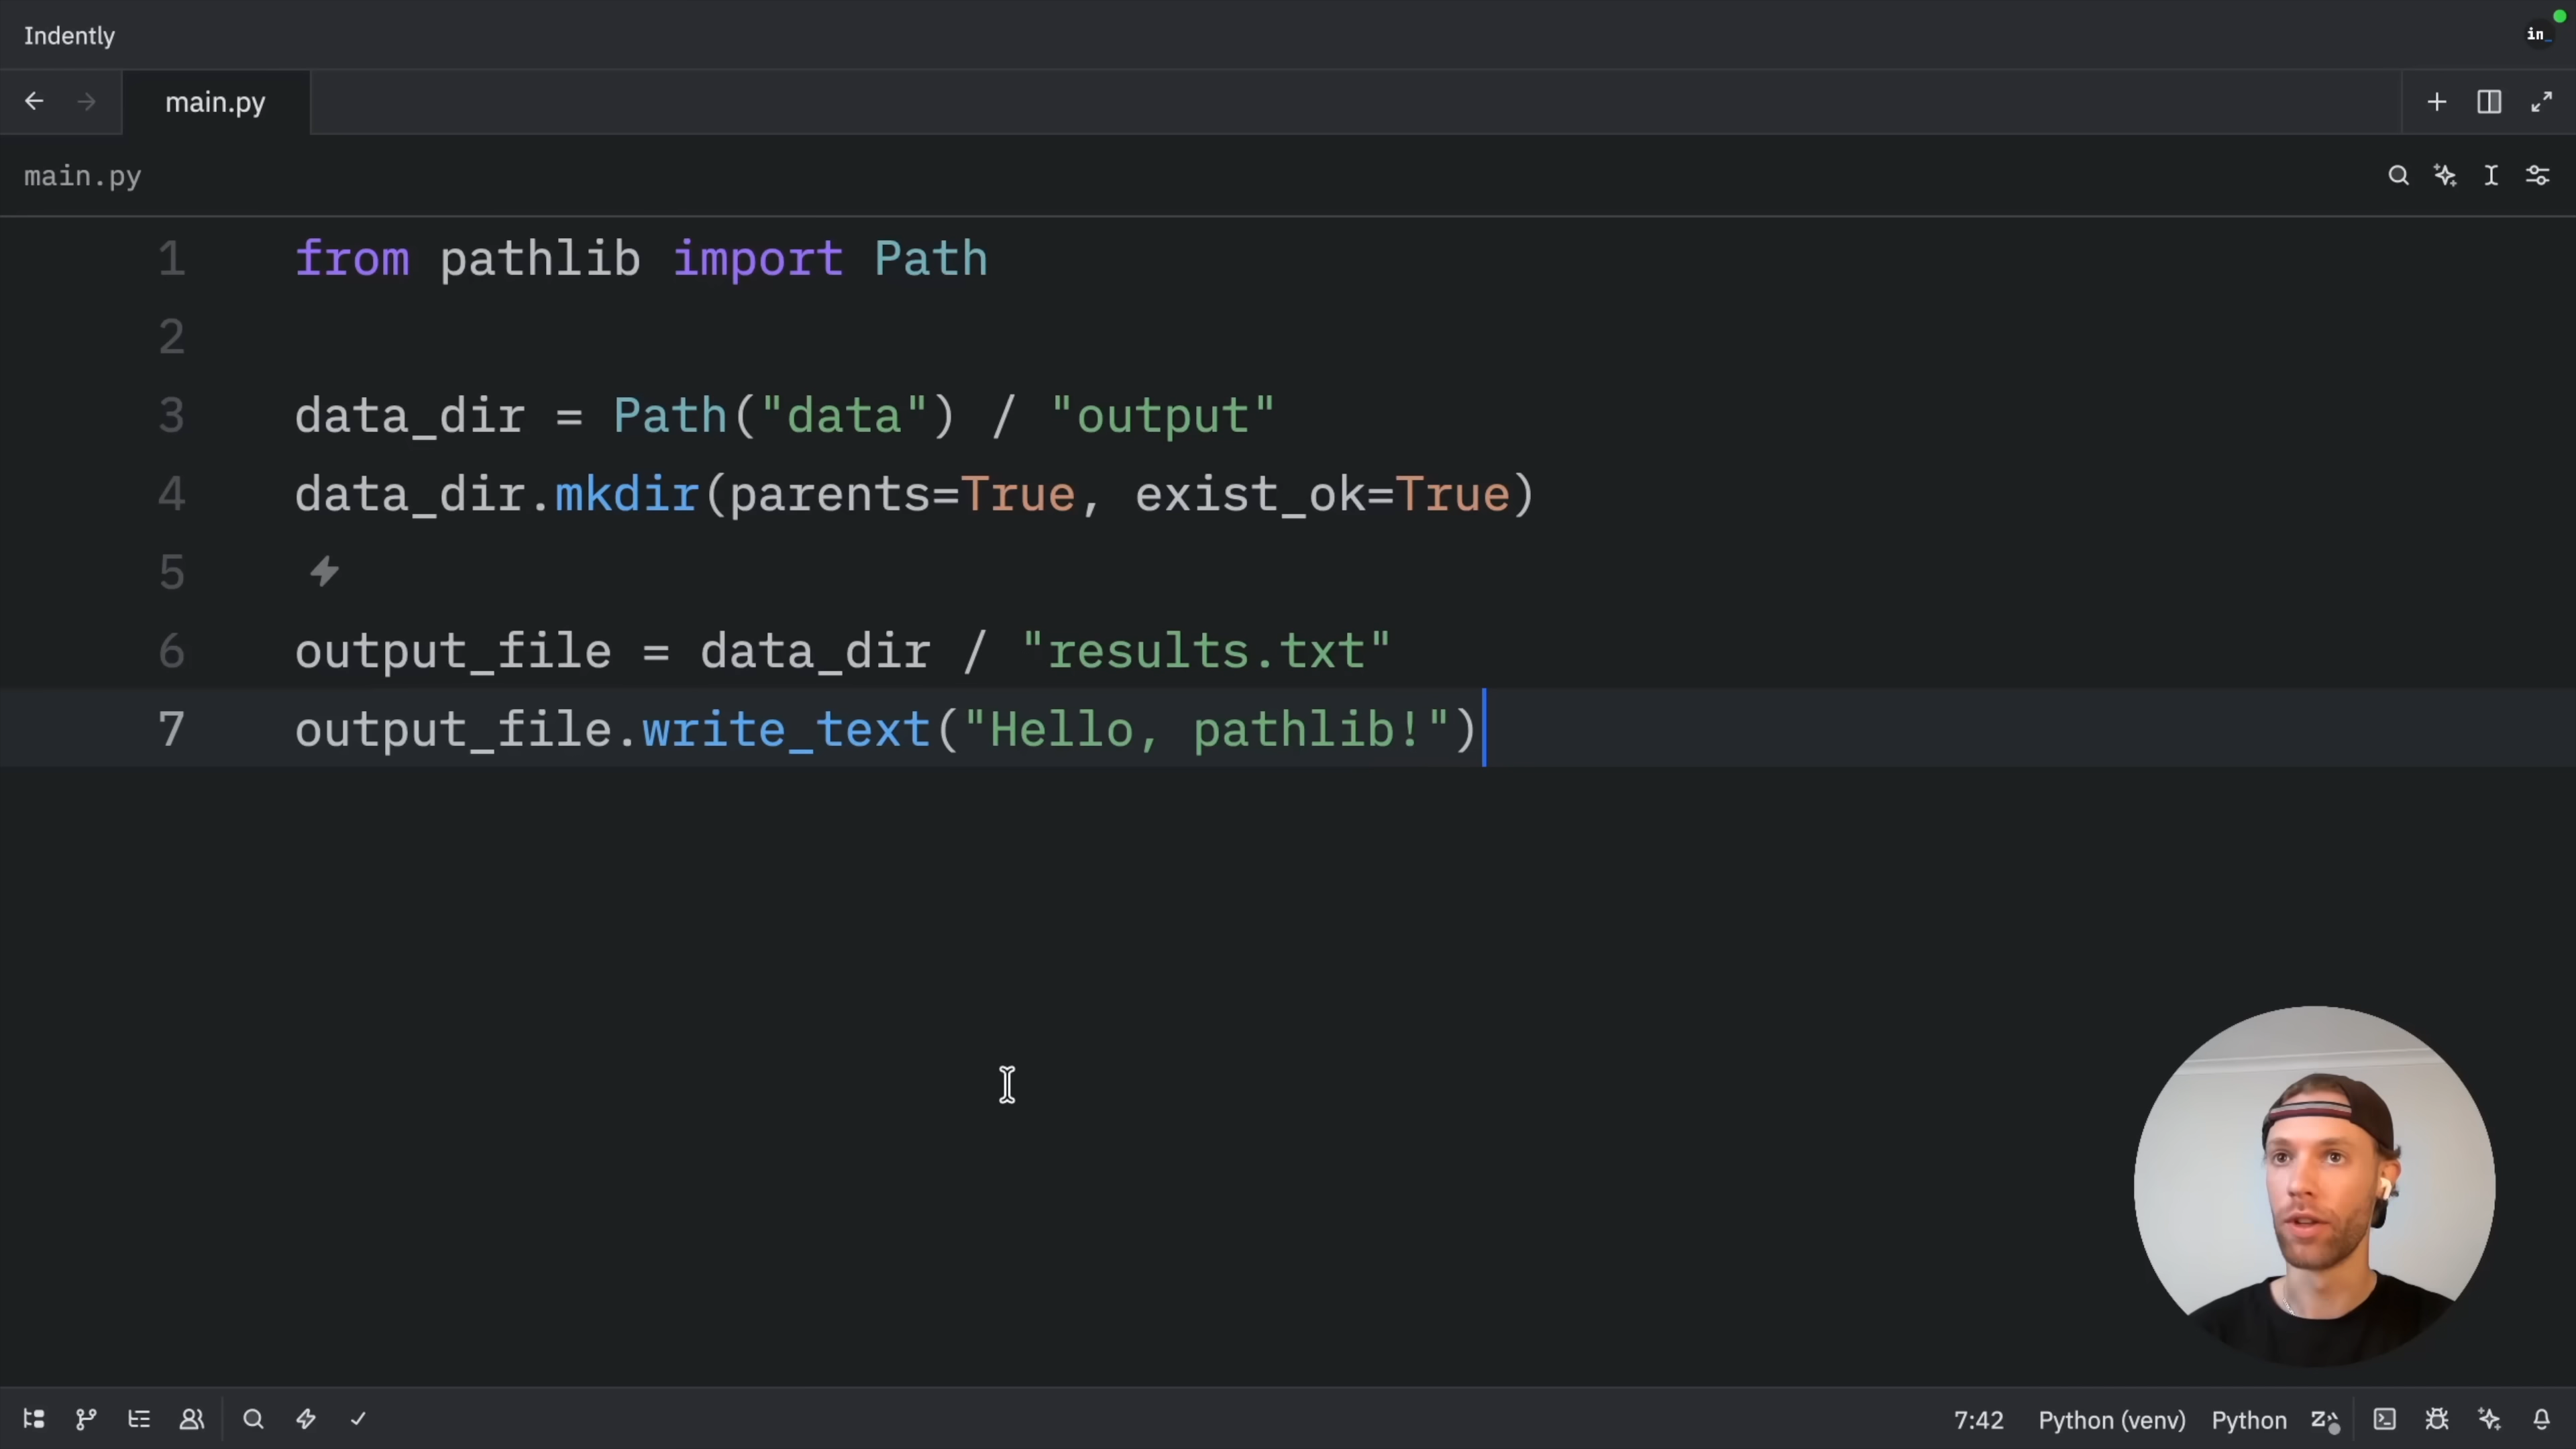 Indently
in_
main.py
main.py
1 from pathlib import Path
2
3 data_dir = Path("data") / "output"
4 data_dir.mkdir(parents=True, exist_ok=True)
5
6 output_file = data_dir / "results.txt"
7 output_file.write_text("Hello, pathlib!")
7:42 Python (venv) Python